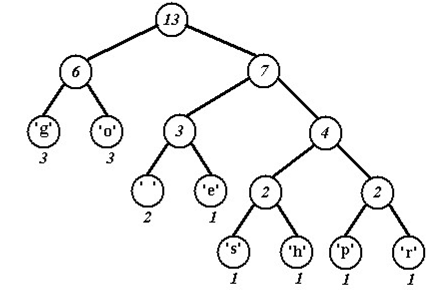 13
6 7
'g' 'o' 3 4
3 3
' ' 'e' 2 2
2 1
's' 'h' 'p' 'r'
1 1 1 1